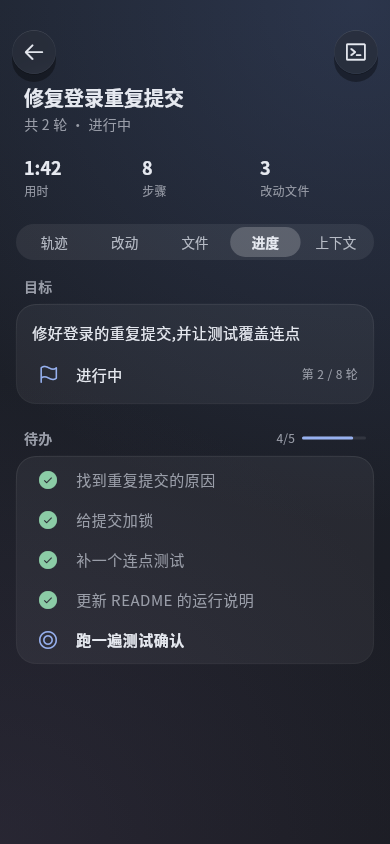 修复登录重复提交
共 2 轮 · 进行中
1:42 8 3
用时 步骤 改动文件
轨迹 改动 文件 进度 上下文
目标
修好登录的重复提交,并让测试覆盖连点
进行中 第 2 / 8 轮
待办 4/5
找到重复提交的原因
给提交加锁
补一个连点测试
更新 README 的运行说明
跑一遍测试确认